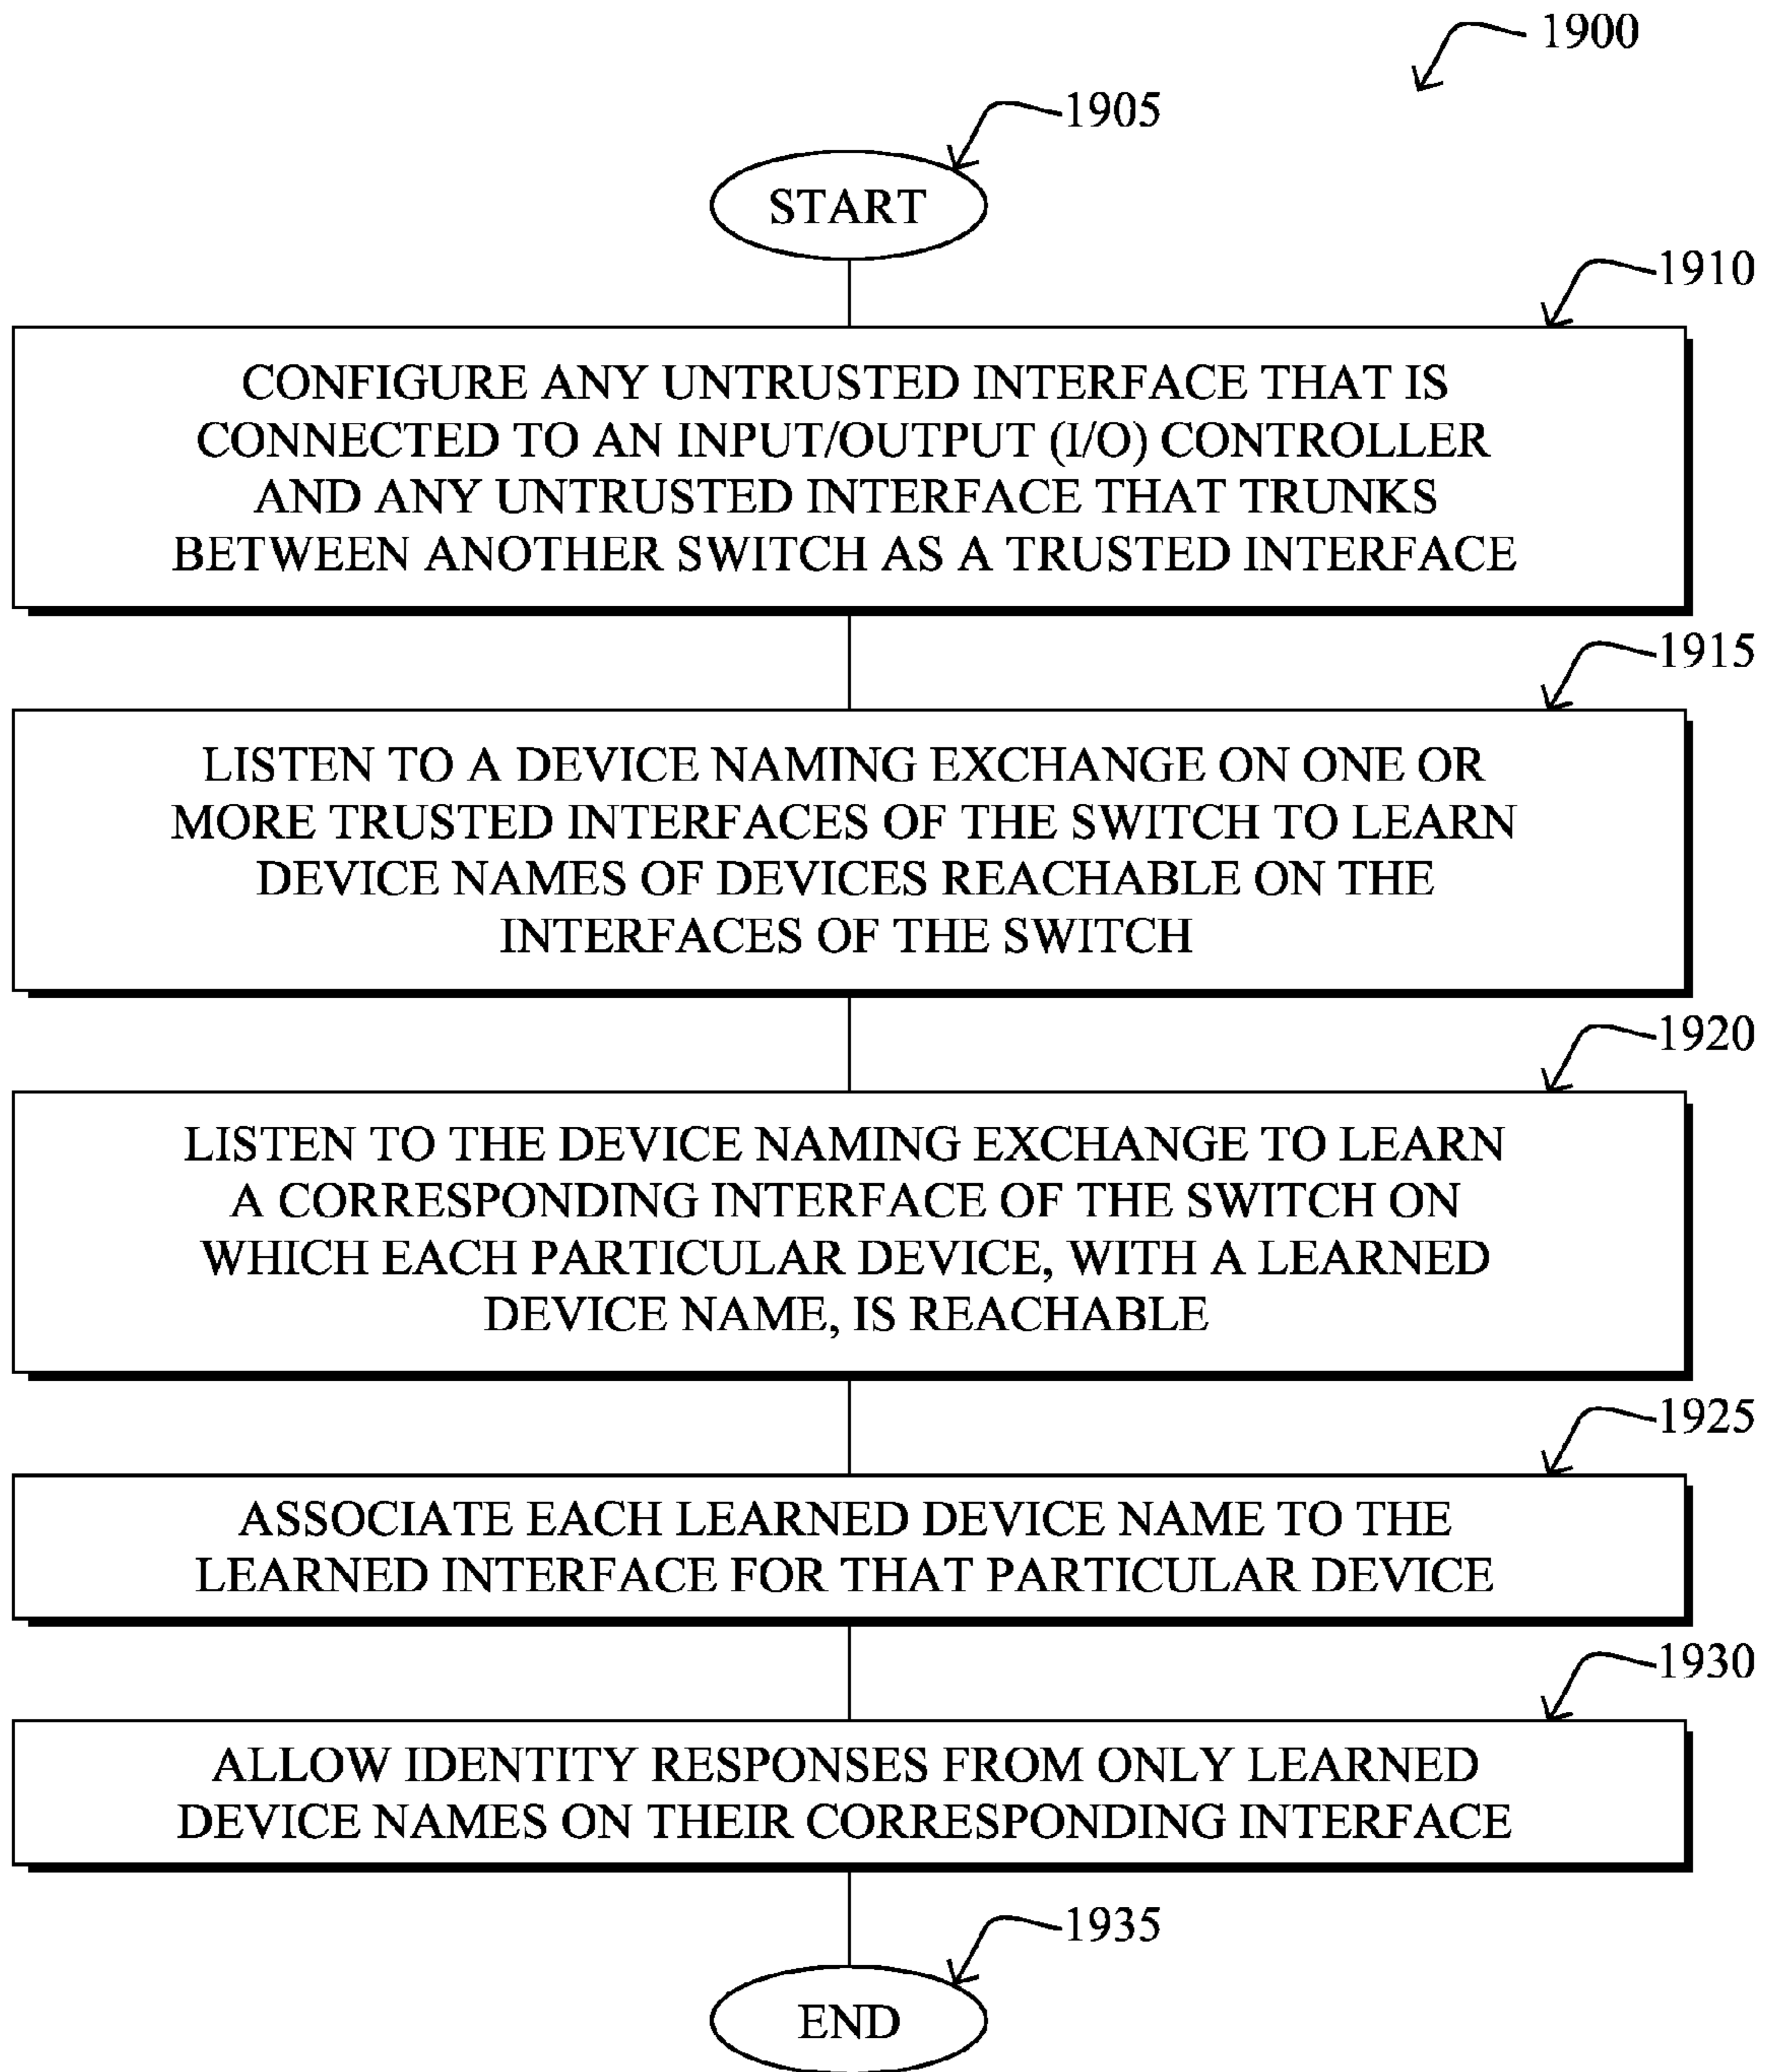 1900
1905
START
1910
CONFIGURE ANY UNTRUSTED INTERFACE THAT IS
CONNECTED TO AN INPUT/OUTPUT (I/O) CONTROLLER
AND ANY UNTRUSTED INTERFACE THAT TRUNKS
BETWEEN ANOTHER SWITCH AS A TRUSTED INTERFACE
1915
LISTEN TO A DEVICE NAMING EXCHANGE ON ONE OR
MORE TRUSTED INTERFACES OF THE SWITCH TO LEARN
DEVICE NAMES OF DEVICES REACHABLE ON THE
INTERFACES OF THE SWITCH
1920
LISTEN TO THE DEVICE NAMING EXCHANGE TO LEARN
A CORRESPONDING INTERFACE OF THE SWITCH ON
WHICH EACH PARTICULAR DEVICE, WITH A LEARNED
DEVICE NAME, IS REACHABLE
1925
ASSOCIATE EACH LEARNED DEVICE NAME TO THE
LEARNED INTERFACE FOR THAT PARTICULAR DEVICE
1930
ALLOW IDENTITY RESPONSES FROM ONLY LEARNED
DEVICE NAMES ON THEIR CORRESPONDING INTERFACE
1935
END